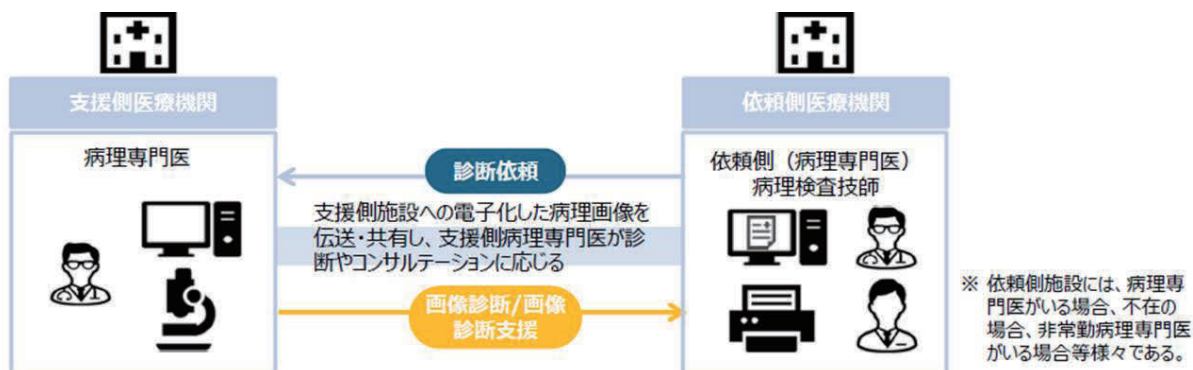 支援側医療機関
病理専門医
診断依頼
支援側施設への電子化した病理画像を
伝送・共有し、支援側病理専門医が診
断やコンサルテーションに応じる
画像診断/画像
診断支援
依頼側医療機関
依頼側（病理専門医）
病理検査技師
※ 依頼側施設には、病理専
門医がいる場合、不在の
場合、非常勤病理専門医
がいる場合等様々である。